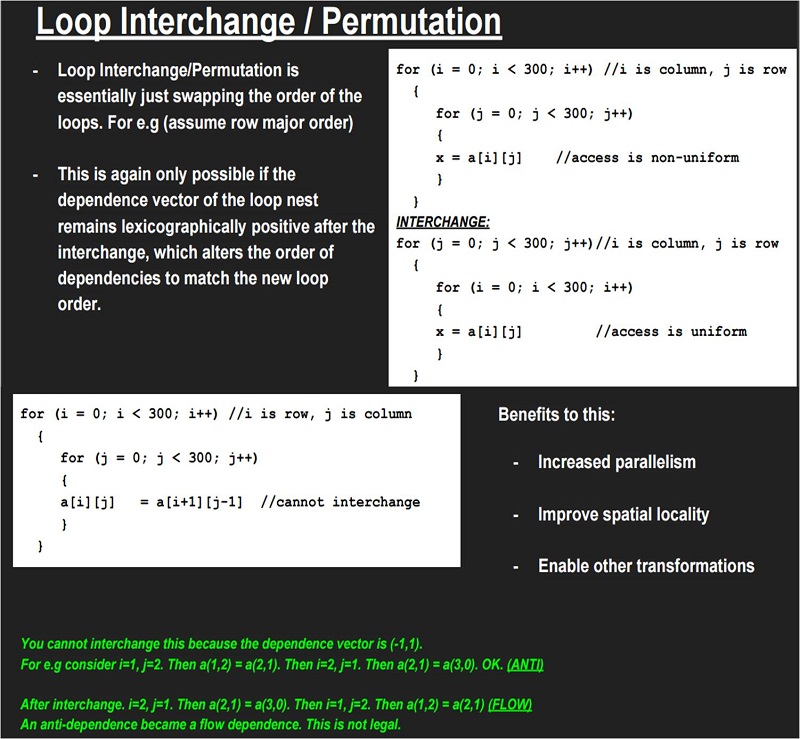 Loop Interchange / Permutation
- Loop Interchange/Permutation is
essentially just swapping the order of the
loops. For e.g (assume row major order)
- This is again only possible if the
dependence vector of the loop nest
remains lexicographically positive after the
interchange, which alters the order of
dependencies to match the new loop
order.
for (i = 0; i < 300; i++) //i is column, j is row
{
for (j = 0; j < 300; j++)
{
x = a[i][j] //access is non-uniform
}
}
INTERCHANGE:
for (j = 0; j < 300; j++)//i is column, j is row
{
for (i = 0; i < 300; i++)
{
x = a[i][j] //access is uniform
}
}
for (i = 0; i < 300; i++) //i is row, j is column
{
for (j = 0; j < 300; j++)
{
a[i][j] = a[i+1][j-1] //cannot interchange
}
}
Benefits to this:
- Increased parallelism
- Improve spatial locality
- Enable other transformations
You cannot interchange this because the dependence vector is (-1,1).
For e.g consider i=1, j=2. Then a(1,2) = a(2,1). Then i=2, j=1. Then a(2,1) = a(3,0). OK. (ANTI)
After interchange. i=2, j=1. Then a(2,1) = a(3,0). Then i=1, j=2. Then a(1,2) = a(2,1) (FLOW)
An anti-dependence became a flow dependence. This is not legal.